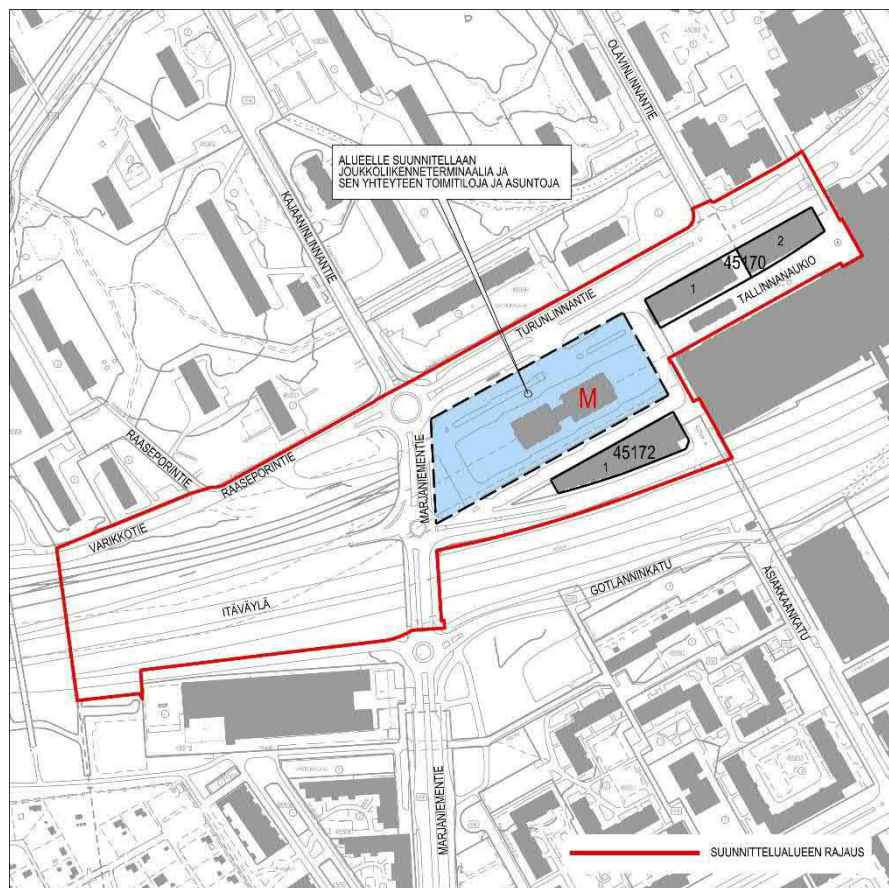 OLAVINLINNANTIE
ALUEELLE SUUNNITELLAAN
JOUKKOLIIKENNETERMINAALIA JA
SEN YHTEYTEEN TOIMITILOJA JA ASUNTOJA
KAJAANINLINNANTIE
2
45170
1
TALLINNANAUKIO
TURUNLINNANTIE
M
45172
1
MARJANIEMENTIE
RAASEPORINTIE
RAASEPORINTIE
VARIKKOTIE
ITÄVÄYLÄ
GOTLANNINKATU
ASIAKKAANKATU
MARJANIEMENTIE
SUUNNITTELUALUEEN RAJAUS